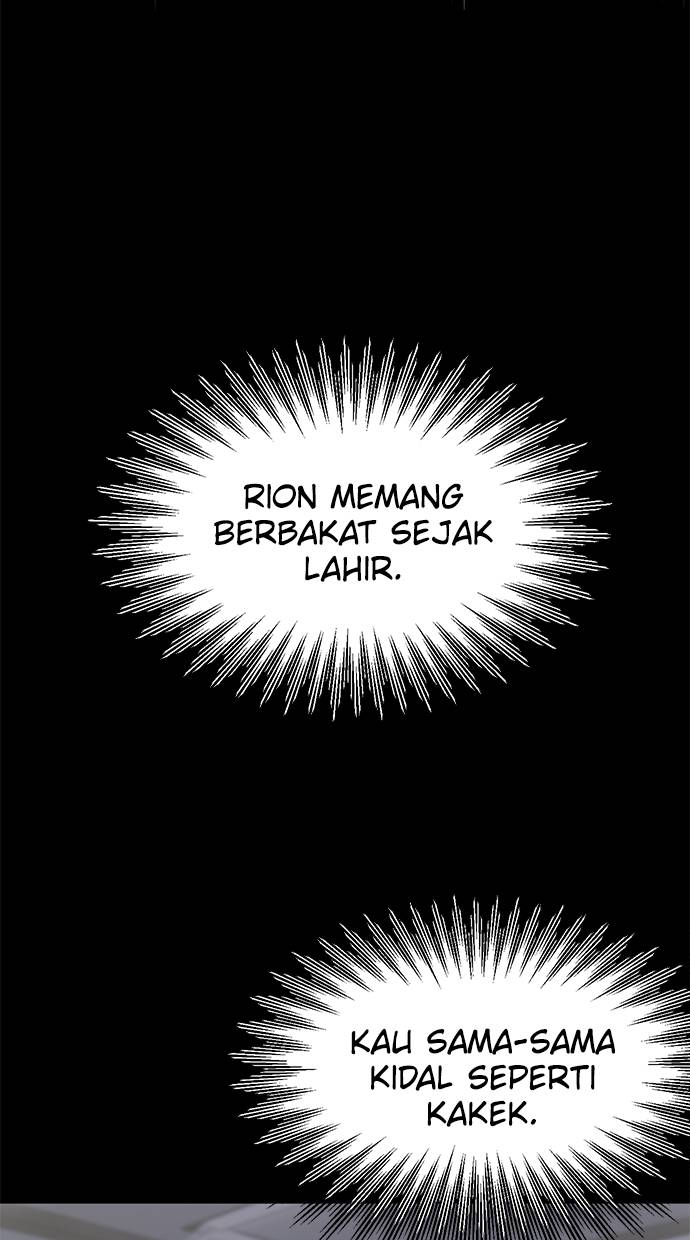 RION MEMANG
BERBAKAT SEJAK
LAHIR.
KAU SAMA-SAMA
KIDAL SEPERTI
KAKEK.